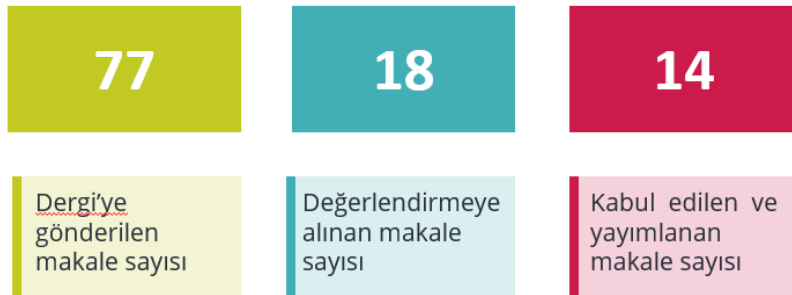 77
18
14
Dergi’ye
gönderilen
makale sayısı
Değerlendirmeye
alınan makale
sayısı
Kabul edilen ve
yayımlanan
makale sayısı